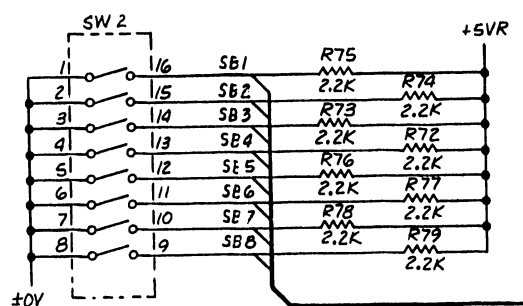 SW 2
+5VR
1 16 SB1 R75
2.2K
2 15 SB2 R74
2.2K
3 14 SB3 R73
2.2K
4 13 SB4 R72
2.2K
5 12 SB5 R76
2.2K
6 11 SB6 R77
2.2K
7 10 SB7 R78
2.2K
8 9 SB8 R79
2.2K
±0V